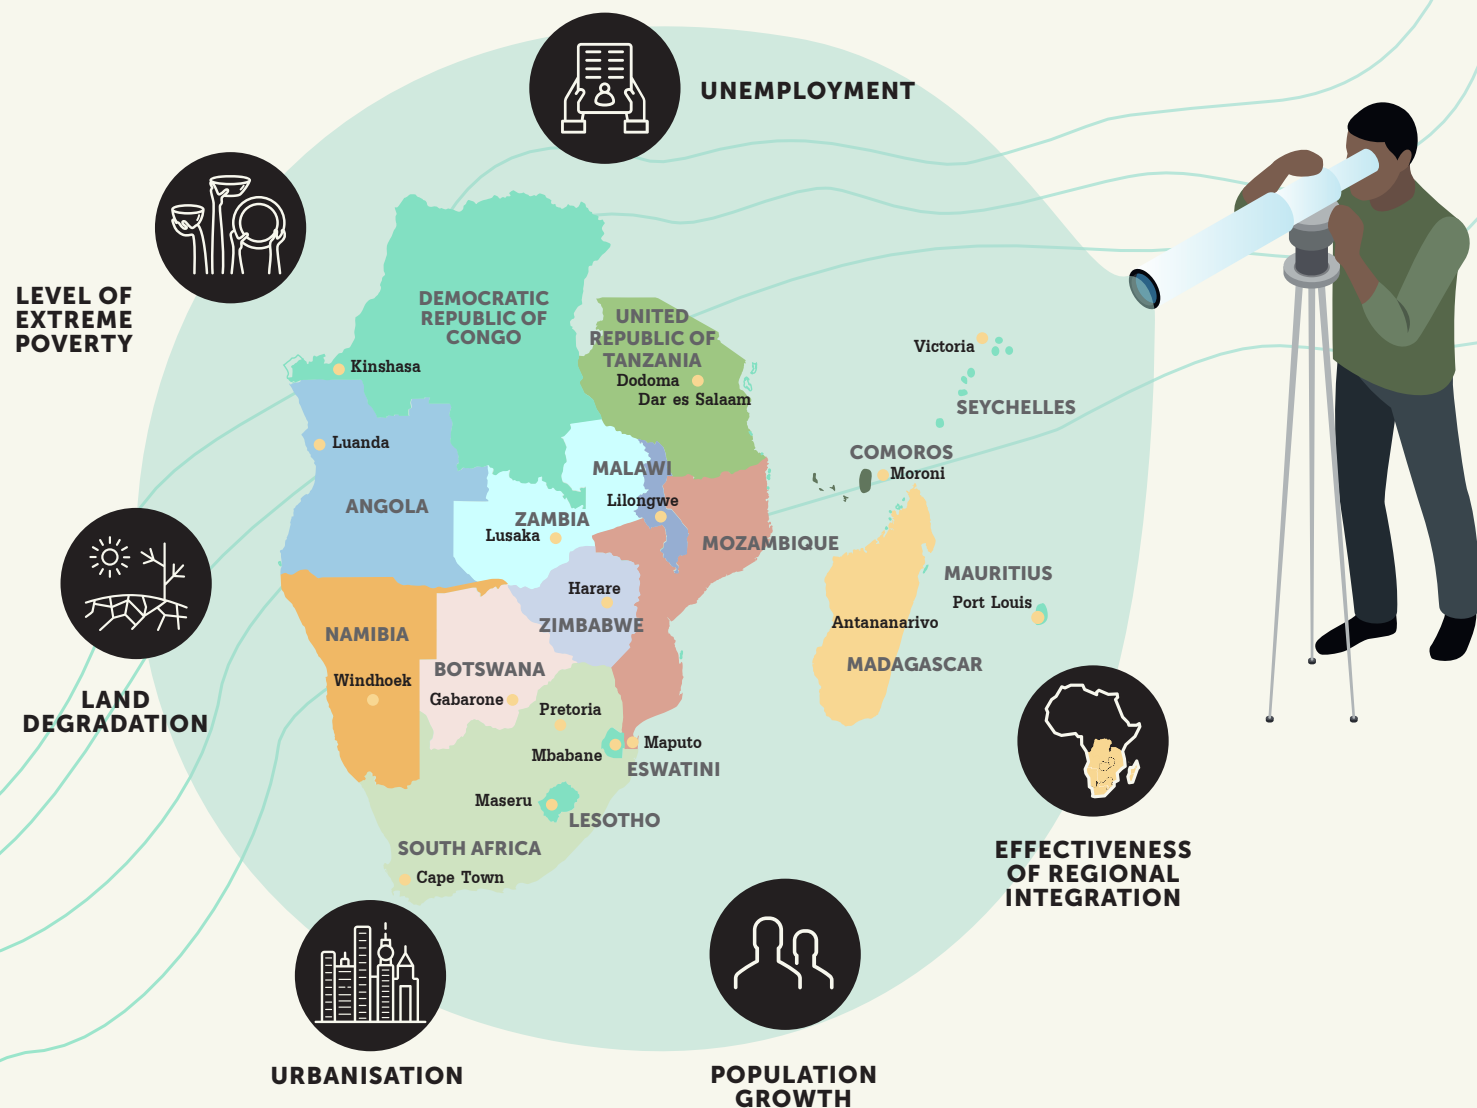 UNEMPLOYMENT
LEVEL OF
EXTREME
POVERTY
DEMOCRATIC
REPUBLIC OF
CONGO
UNITED
REPUBLIC OF
TANZANIA
Dodoma
Dar es Salaam
Kinshasa
Victoria
SEYCHELLES
Luanda
ANGOLA
COMOROS
Moroni
MALAWI
Lilongwe
ZAMBIA
Lusaka
MOZAMBIQUE
MAURITIUS
Port Louis
Harare
ZIMBABWE
Antananarivo
MADAGASCAR
NAMIBIA
Windhoek
BOTSWANA
Gabarone
Pretoria
Mbabane
Maputo
ESWATINI
Maseru
LESOTHO
SOUTH AFRICA
Cape Town
LAND
DEGRADATION
EFFECTIVENESS
OF REGIONAL
INTEGRATION
URBANISATION
POPULATION
GROWTH